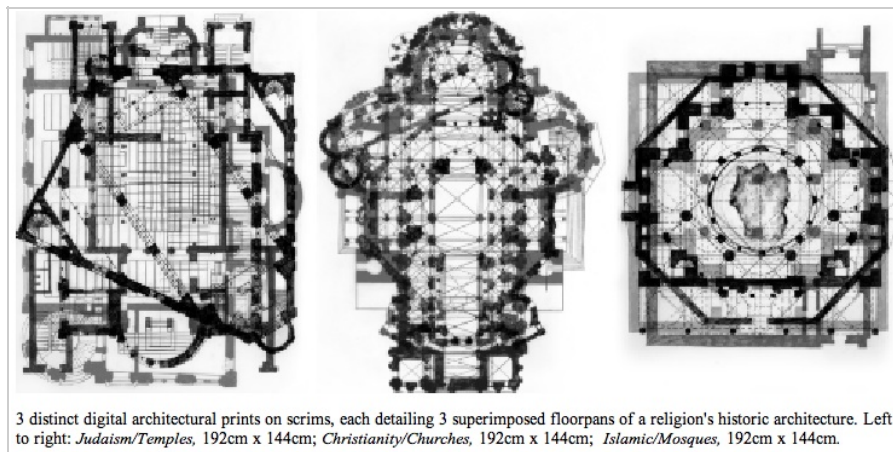 3 distinct digital architectural prints on scrims, each detailing 3 superimposed floorpans of a religion's historic architecture. Left
to right: Judaism/Temples, 192cm x 144cm; Christianity/Churches, 192cm x 144cm; Islamic/Mosques, 192cm x 144cm.